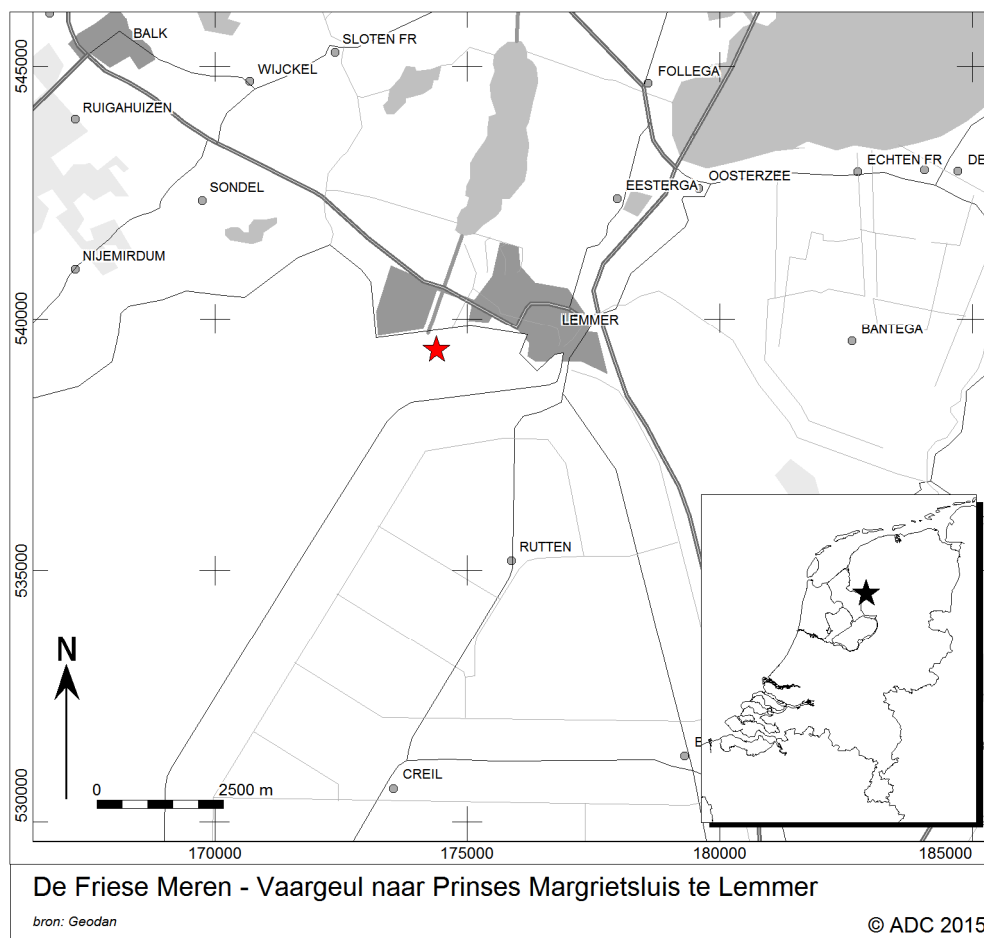 BALK
SLOTEN FR
WIJCKEL
FOLLEGA
545000
RUIGAHUIZEN
ECHTEN FR
DE
OOSTERZEE
EESTERGA
SONDEL
NIJEMIRDUM
540000
LEMMER
BANTEGA
535000
RUTTEN
N
0 2500 m
CREIL
530000
170000 175000 180000 185000
De Friese Meren - Vaargeul naar Prinses Margrietsluis te Lemmer
bron: Geodan
© ADC 2015